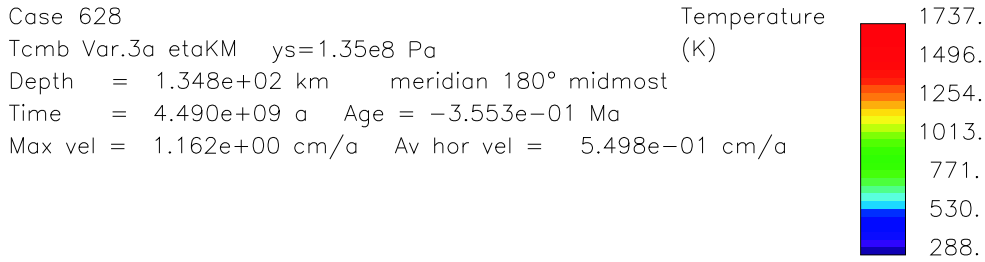 Case 628
Tcmb Var.3a etaKM ys=1.35e8 Pa
Depth = 1.348e+02 km meridian 180° midmost
Time = 4.490e+09 a Age = −3.553e−01 Ma
Max vel = 1.162e+00 cm/a Av hor vel = 5.498e−01 cm/a
Temperature
(K)
1737.
1496.
1254.
1013.
771.
530.
288.